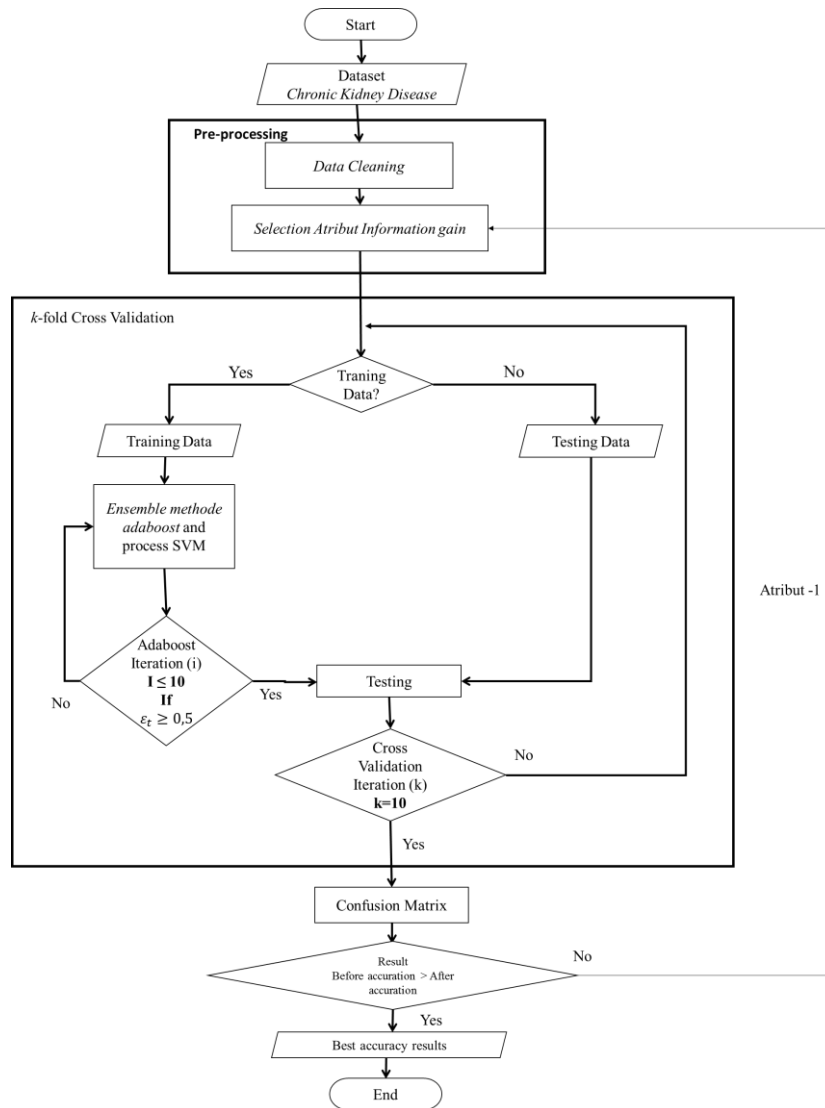 Start
Dataset
Chronic Kidney Disease
Pre-processing
Data Cleaning
Selection Atribut Information gain
k-fold Cross Validation
Traning
Data?
Yes
No
Training Data
Testing Data
Ensemble methode
adaboost and
process SVM
Atribut -1
Adaboost
Iteration (i)
I ≤ 10
If
εt ≥ 0,5
No
Yes
Testing
Cross
Validation
Iteration (k)
k=10
No
Yes
Confusion Matrix
Result
Before accuration > After
accuration
No
Yes
Best accuracy results
End